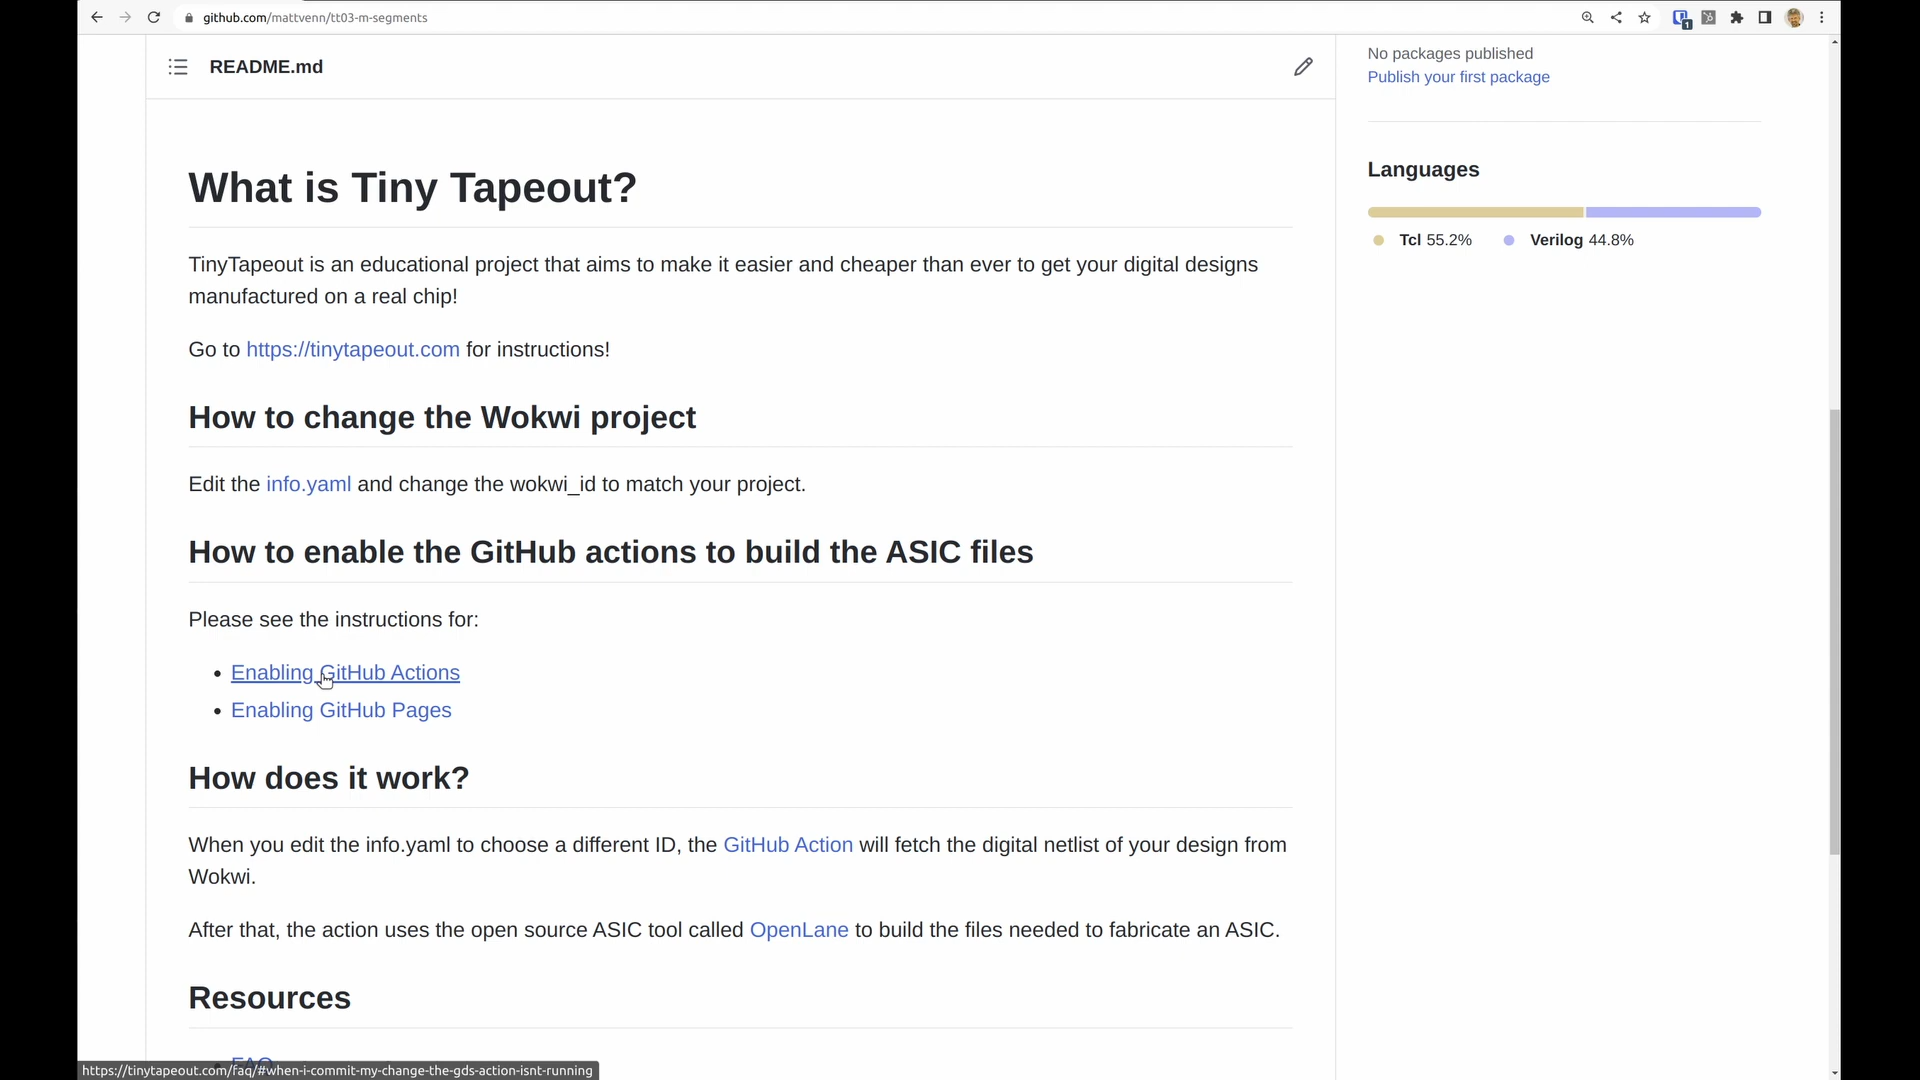 github.com/mattvenn/tt03-m-segments
1
README.md
No packages published
Publish your first package
Languages
Tcl 55.2%
Verilog 44.8%
What is Tiny Tapeout?
TinyTapeout is an educational project that aims to make it easier and cheaper than ever to get your digital designs
manufactured on a real chip!
Go to https://tinytapeout.com for instructions!
How to change the Wokwi project
Edit the info.yaml and change the wokwi_id to match your project.
How to enable the GitHub actions to build the ASIC files
Please see the instructions for:
• Enabling GitHub Actions
• Enabling GitHub Pages
How does it work?
When you edit the info.yaml to choose a different ID, the GitHub Action will fetch the digital netlist of your design from
Wokwi.
After that, the action uses the open source ASIC tool called OpenLane to build the files needed to fabricate an ASIC.
Resources
• FAQ
https://tinytapeout.com/faq/#when-i-commit-my-change-the-gds-action-isnt-running